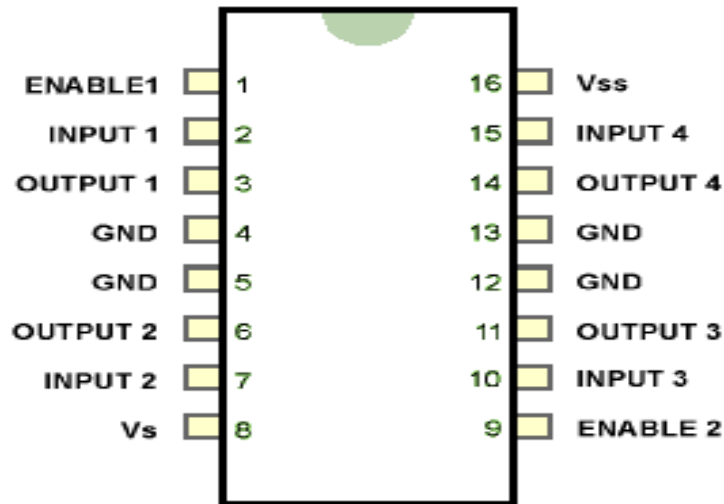 ENABLE1 1 16 Vss
INPUT 1 2 15 INPUT 4
OUTPUT 1 3 14 OUTPUT 4
GND 4 13 GND
GND 5 12 GND
OUTPUT 2 6 11 OUTPUT 3
INPUT 2 7 10 INPUT 3
Vs 8 9 ENABLE 2